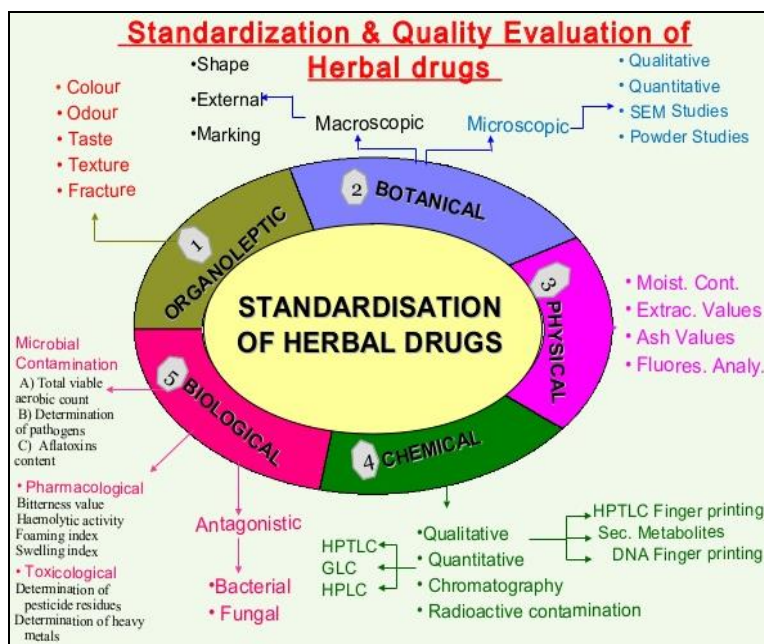 Standardization & Quality Evaluation of
Herbal drugs
• Colour
• Odour
• Taste
• Texture
• Fracture
•Shape
•External
•Marking
Macroscopic
Microscopic
• Qualitative
• Quantitative
• SEM Studies
• Powder Studies
1
ORGANOLEPTIC
2
BOTANICAL
3
PHYSICAL
4
CHEMICAL
5
BIOLOGICAL
STANDARDISATION
OF HERBAL DRUGS
• Moist. Cont.
• Extrac. Values
• Ash Values
• Fluores. Analy.
Microbial
Contamination
A) Total viable
aerobic count
B) Determination
of pathogens
C) Aflatoxins
content
• Pharmacological
Bitterness value
Haemolytic activity
Foaming index
Swelling index
• Toxicological
Determination of
pesticide residues
Determination of heavy
metals
Antagonistic
•Bacterial
• Fungal
HPTLC
GLC
HPLC
•Qualitative
• Quantitative
• Chromatography
• Radioactive contamination
HPTLC Finger printing
Sec. Metabolites
DNA Finger printing